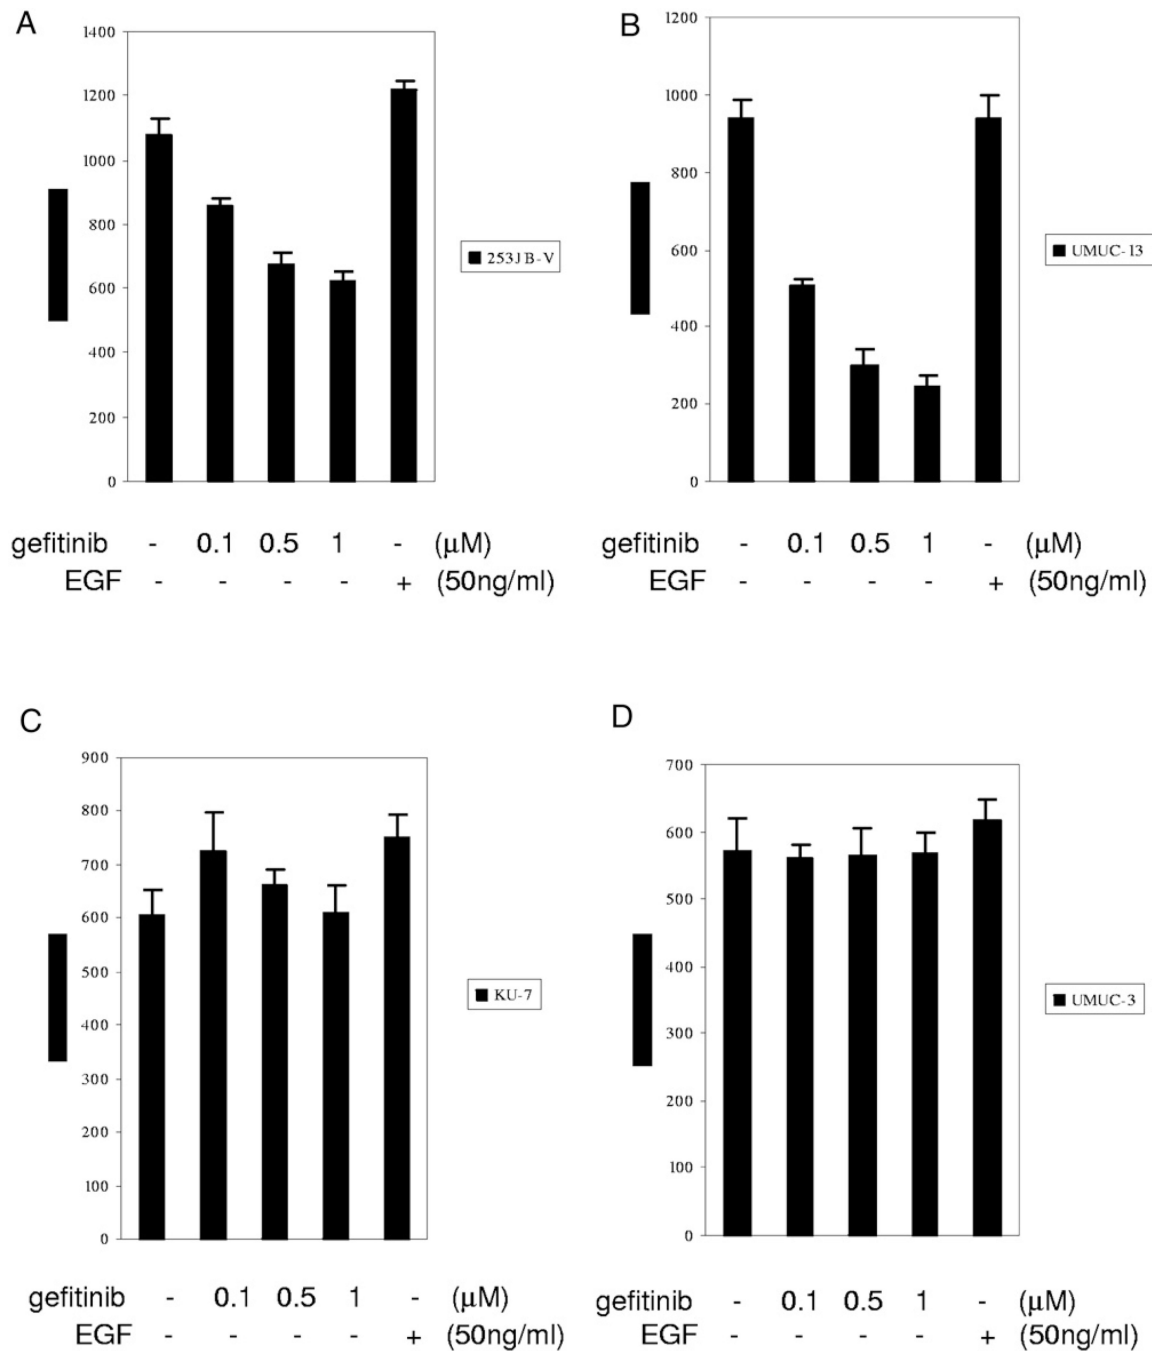 A
1400
1200
1000
800
600
400
200
0
253J B-V
gefitinib - 0.1 0.5 1 - (μM)
EGF - - - - + (50ng/ml)
B
1200
1000
800
600
400
200
0
UMUC-13
gefitinib - 0.1 0.5 1 - (μM)
EGF - - - - + (50ng/ml)
C
900
800
700
600
500
400
300
200
100
0
KU-7
gefitinib - 0.1 0.5 1 - (μM)
EGF - - - - + (50ng/ml)
D
700
600
500
400
300
200
100
0
UMUC-3
gefitinib - 0.1 0.5 1 - (μM)
EGF - - - - + (50ng/ml)